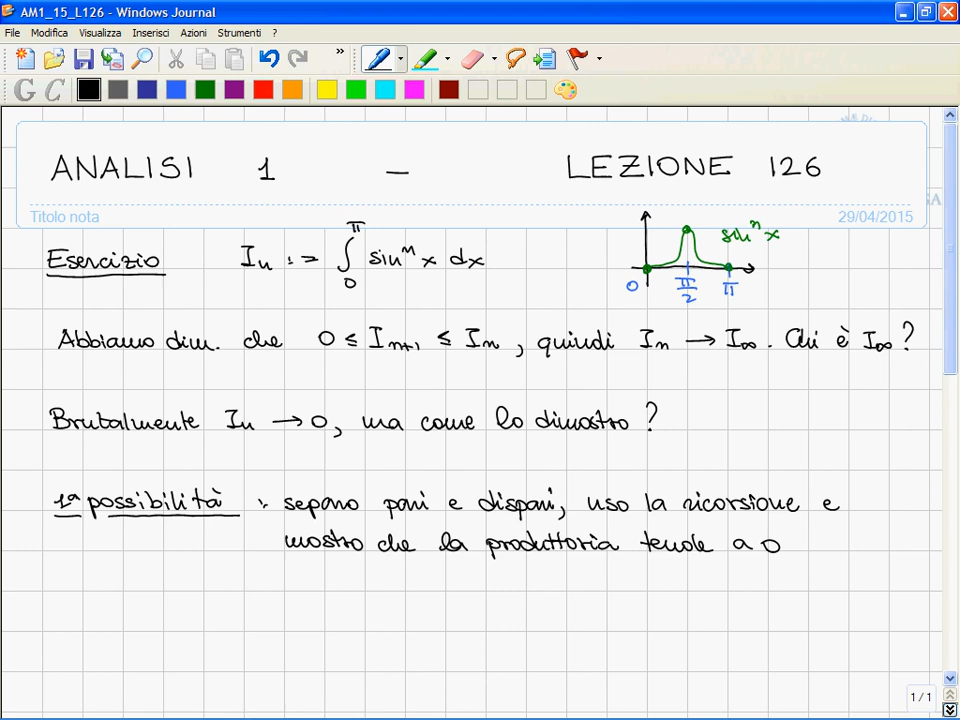 AM1_15_L126 - Windows Journal
File Modifica Visualizza Inserisci Azioni Strumenti ?
G C
ANALISI 1 — LEZIONE 126
Titolo nota 29/04/2015
Esercizio Iₙ := ∫₀^π sinⁿ x dx
sinⁿ x
0 π/2 π
Abbiamo dim. che 0 ≤ Iₙ₊₁ ≤ Iₙ, quindi Iₙ → I∞. Chi è I∞?
Brutalmente Iₙ → 0, ma come lo dimostro?
1ª possibilità : separo pari e dispari, uso la ricorsione e
mostro che la produttoria tende a 0
1 / 1